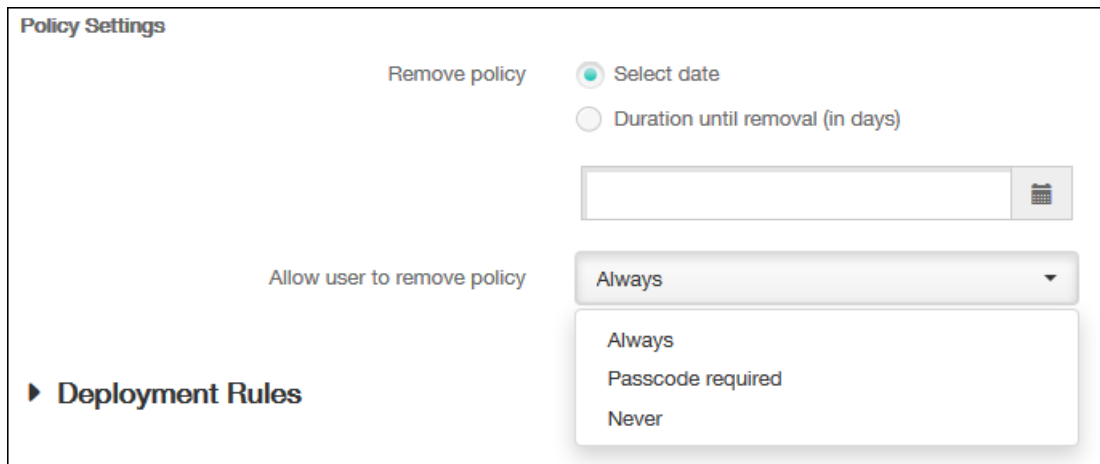 Policy Settings
Remove policy
Select date
Duration until removal (in days)
Allow user to remove policy
Always
Always
Passcode required
Never
Deployment Rules